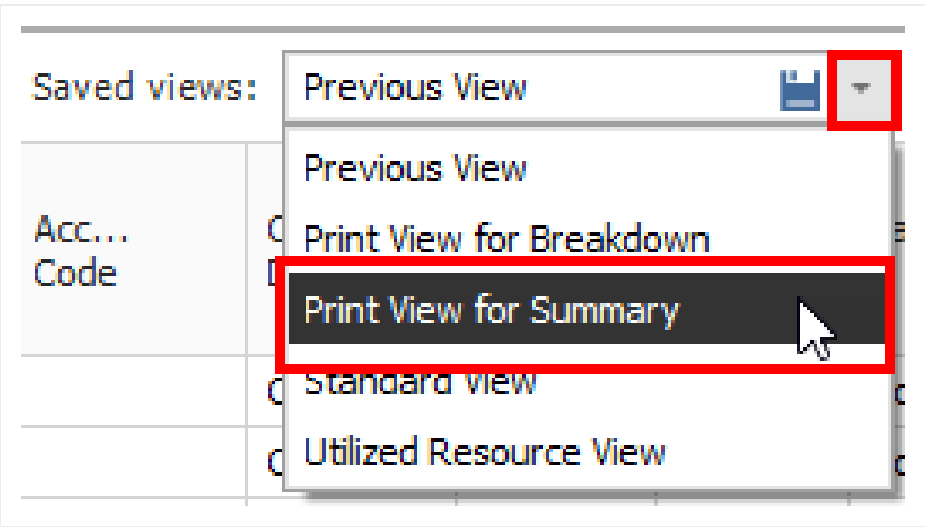 Saved views: Previous View
Previous View
Acc...
Print View for Breakdown
Code
Print View for Summary
Standard View
Utilized Resource View